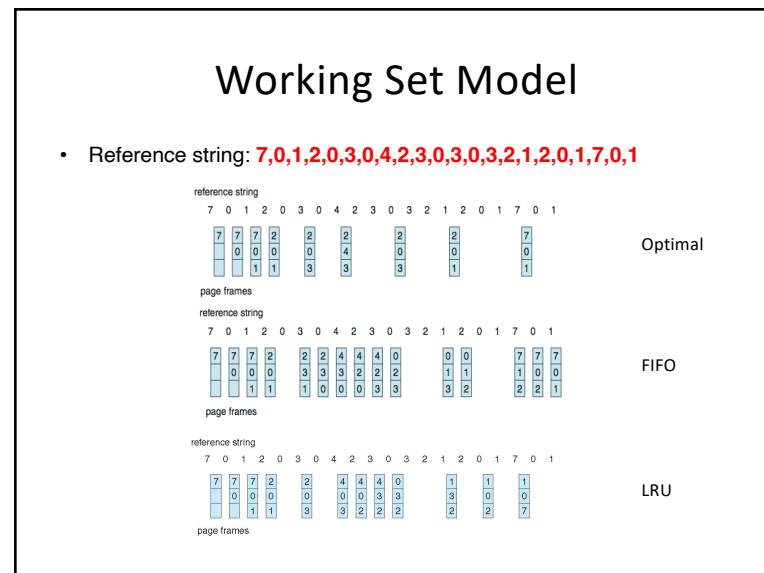 Working Set Model
• Reference string: 7,0,1,2,0,3,0,4,2,3,0,3,0,3,2,1,2,0,1,7,0,1
reference string
7 0 1 2 0 3 0 4 2 3 0 3 2 1 2 0 1 7 0 1
7 7 7 2 2 2 2 2 7
0 0 0 0 4 0 0 0
1 1 3 3 3 1 1
Optimal
page frames
reference string
7 0 1 2 0 3 0 4 2 3 0 3 2 1 2 0 1 7 0 1
7 7 7 2 2 2 4 4 4 0 0 0 7 7 7
0 0 0 3 3 3 2 2 2 1 1 1 0 0
1 1 1 0 0 0 3 3 3 2 2 2 1
FIFO
page frames
reference string
7 0 1 2 0 3 0 4 2 3 0 3 2 1 2 0 1 7 0 1
7 7 7 2 2 4 4 4 0 1 1 1
0 0 0 0 0 0 3 3 3 0 0
1 1 3 3 2 2 2 2 2 7
LRU
page frames